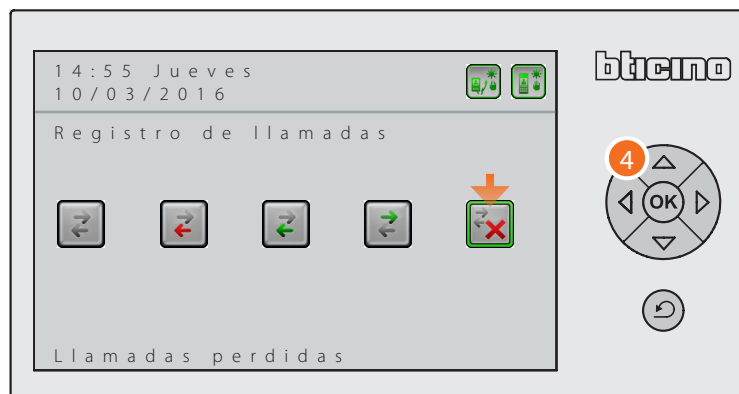 14:55 Jueves
10/03/2016
bticino
Registro de llamadas
4
OK
Llamadas perdidas